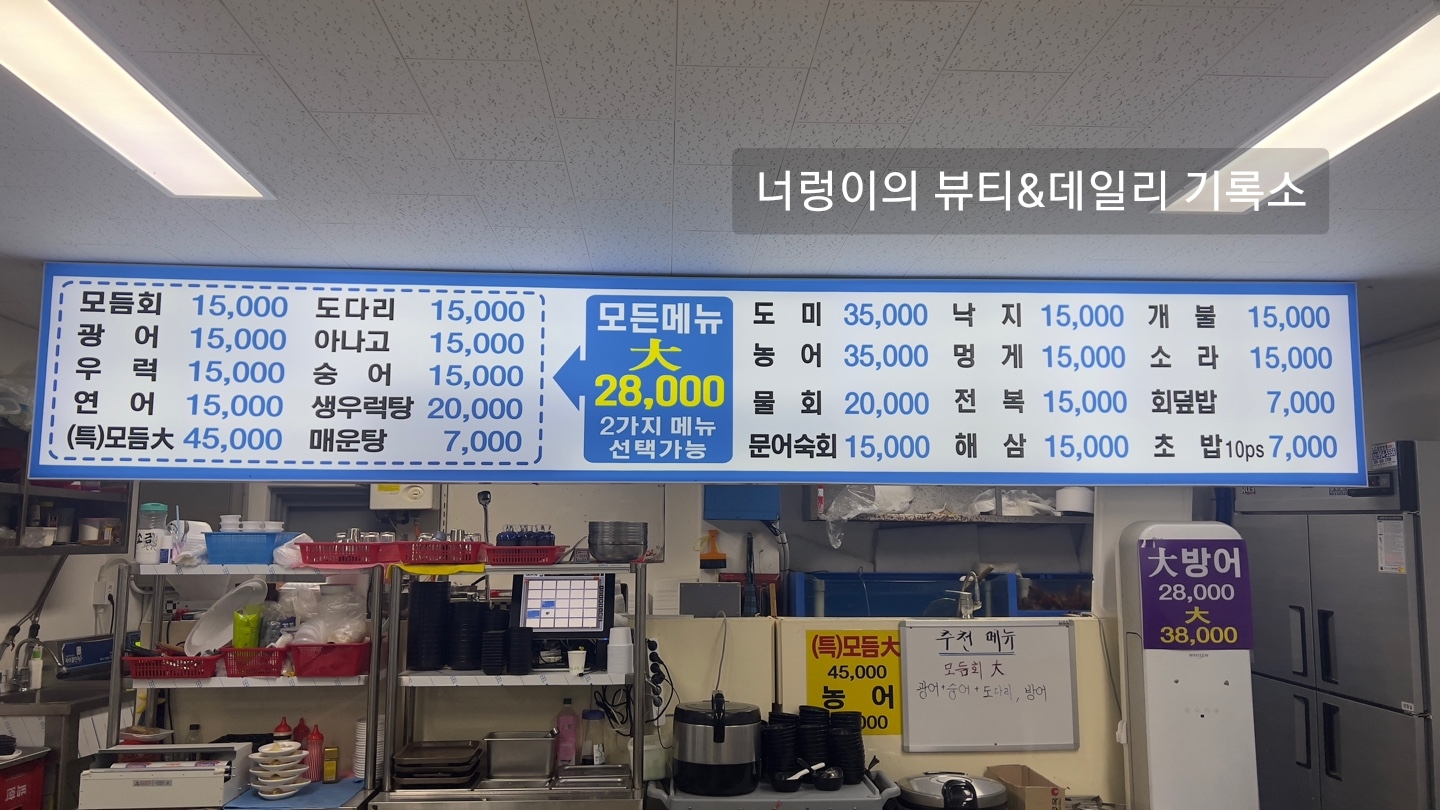 너렁이의 뷰티&데일리 기록소
모듬회 15,000 도다리 15,000
광 어 15,000 아나고 15,000
우 럭 15,000 숭 어 15,000
연 어 15,000 생우럭탕 20,000
(특)모듬大 45,000 매운탕 7,000
모든메뉴
大
28,000
2가지 메뉴
선택가능
도 미 35,000 낙 지 15,000 개 불 15,000
농 어 35,000 멍 게 15,000 소 라 15,000
물 회 20,000 전 복 15,000 회덮밥 7,000
문어숙회 15,000 해 삼 15,000 초 밥10ps 7,000
大방어
28,000
大
38,000
(특)모듬大
45,000
농 어
추천 메뉴
모듬회 大
광어+숭어+도다리, 방어